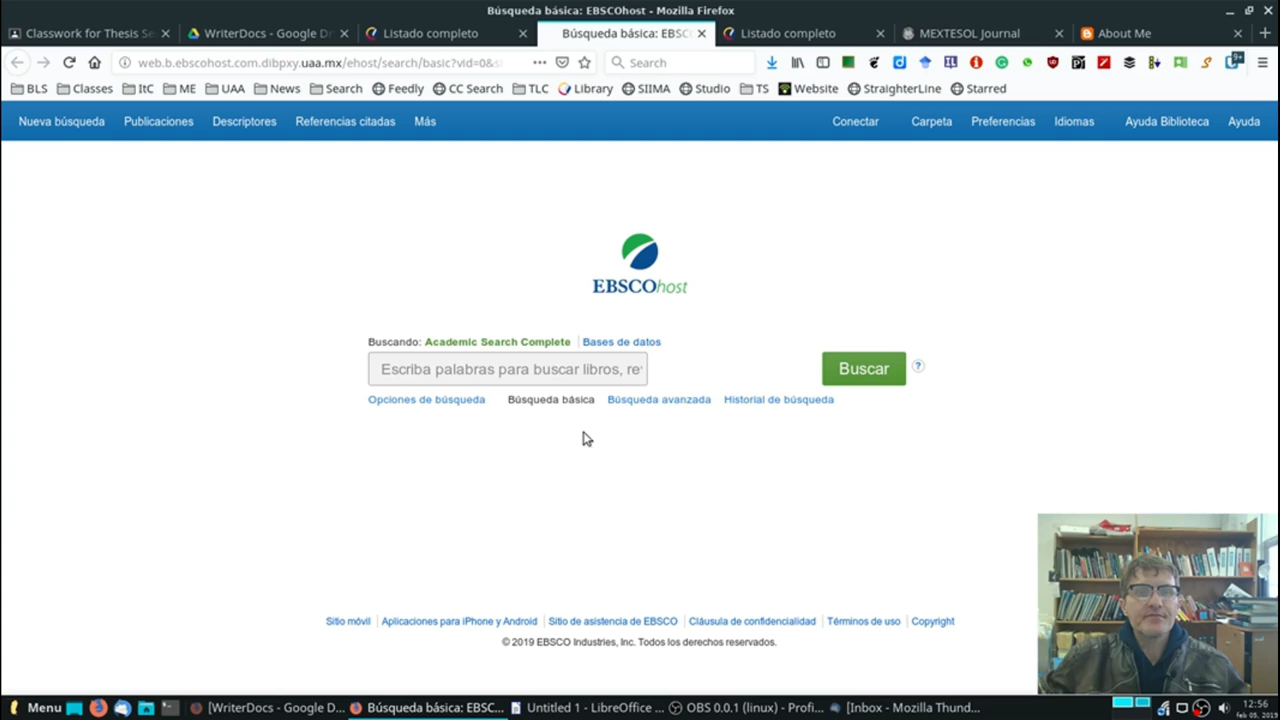 Búsqueda básica: EBSCOhost - Mozilla Firefox
Classwork for Thesis Se
WriterDocs - Google Dr
Listado completo
Búsqueda básica: EBSC
Listado completo
MEXTESOL Journal
About Me
web.b.ebscohost.com.dibpxy.uaa.mx/ehost/search/basic?vid=0&s
Search
BLS Classes ItC ME UAA News Search Feedly CC Search TLC Library SIIMA Studio TS Website StraighterLine Starred
Nueva búsqueda Publicaciones Descriptores Referencias citadas Más Conectar Carpeta Preferencias Idiomas Ayuda Biblioteca Ayuda
EBSCOhost
Buscando: Academic Search Complete Bases de datos
Escriba palabras para buscar libros, re
Buscar
?
Opciones de búsqueda Búsqueda básica Búsqueda avanzada Historial de búsqueda
Sitio móvil Aplicaciones para iPhone y Android Sitio de asistencia de EBSCO Cláusula de confidencialidad Términos de uso Copyright
© 2019 EBSCO Industries, Inc. Todos los derechos reservados.
Menu [WriterDocs - Google D... Búsqueda básica: EBSC... Untitled 1 - LibreOffice ... OBS 0.0.1 (linux) - Profi... [Inbox - Mozilla Thund... 12:56
feb 05, 2019